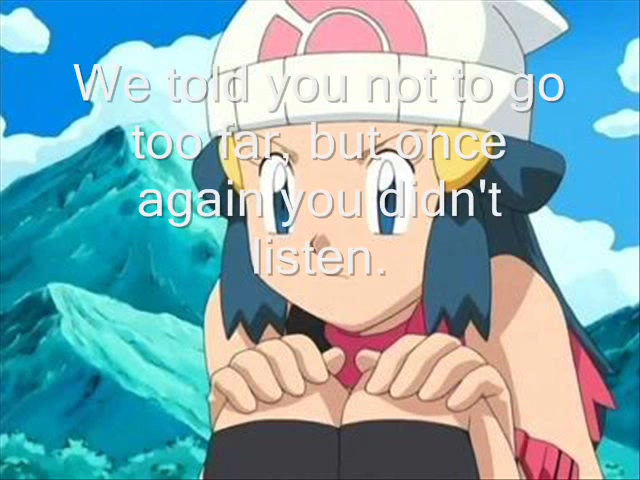 We told you not to go
too far, but once
again you didn't
listen.